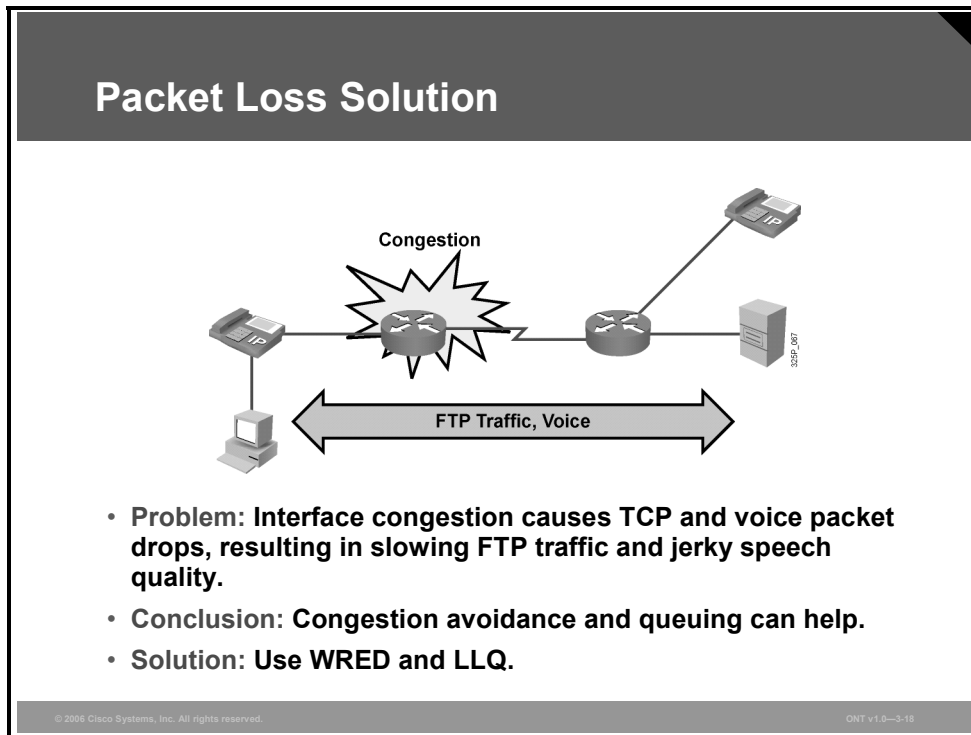 Packet Loss Solution
IP
Congestion
IP
325P_067
FTP Traffic, Voice
• Problem: Interface congestion causes TCP and voice packet
drops, resulting in slowing FTP traffic and jerky speech
quality.
• Conclusion: Congestion avoidance and queuing can help.
• Solution: Use WRED and LLQ.
© 2006 Cisco Systems, Inc. All rights reserved.
ONT v1.0—3-18